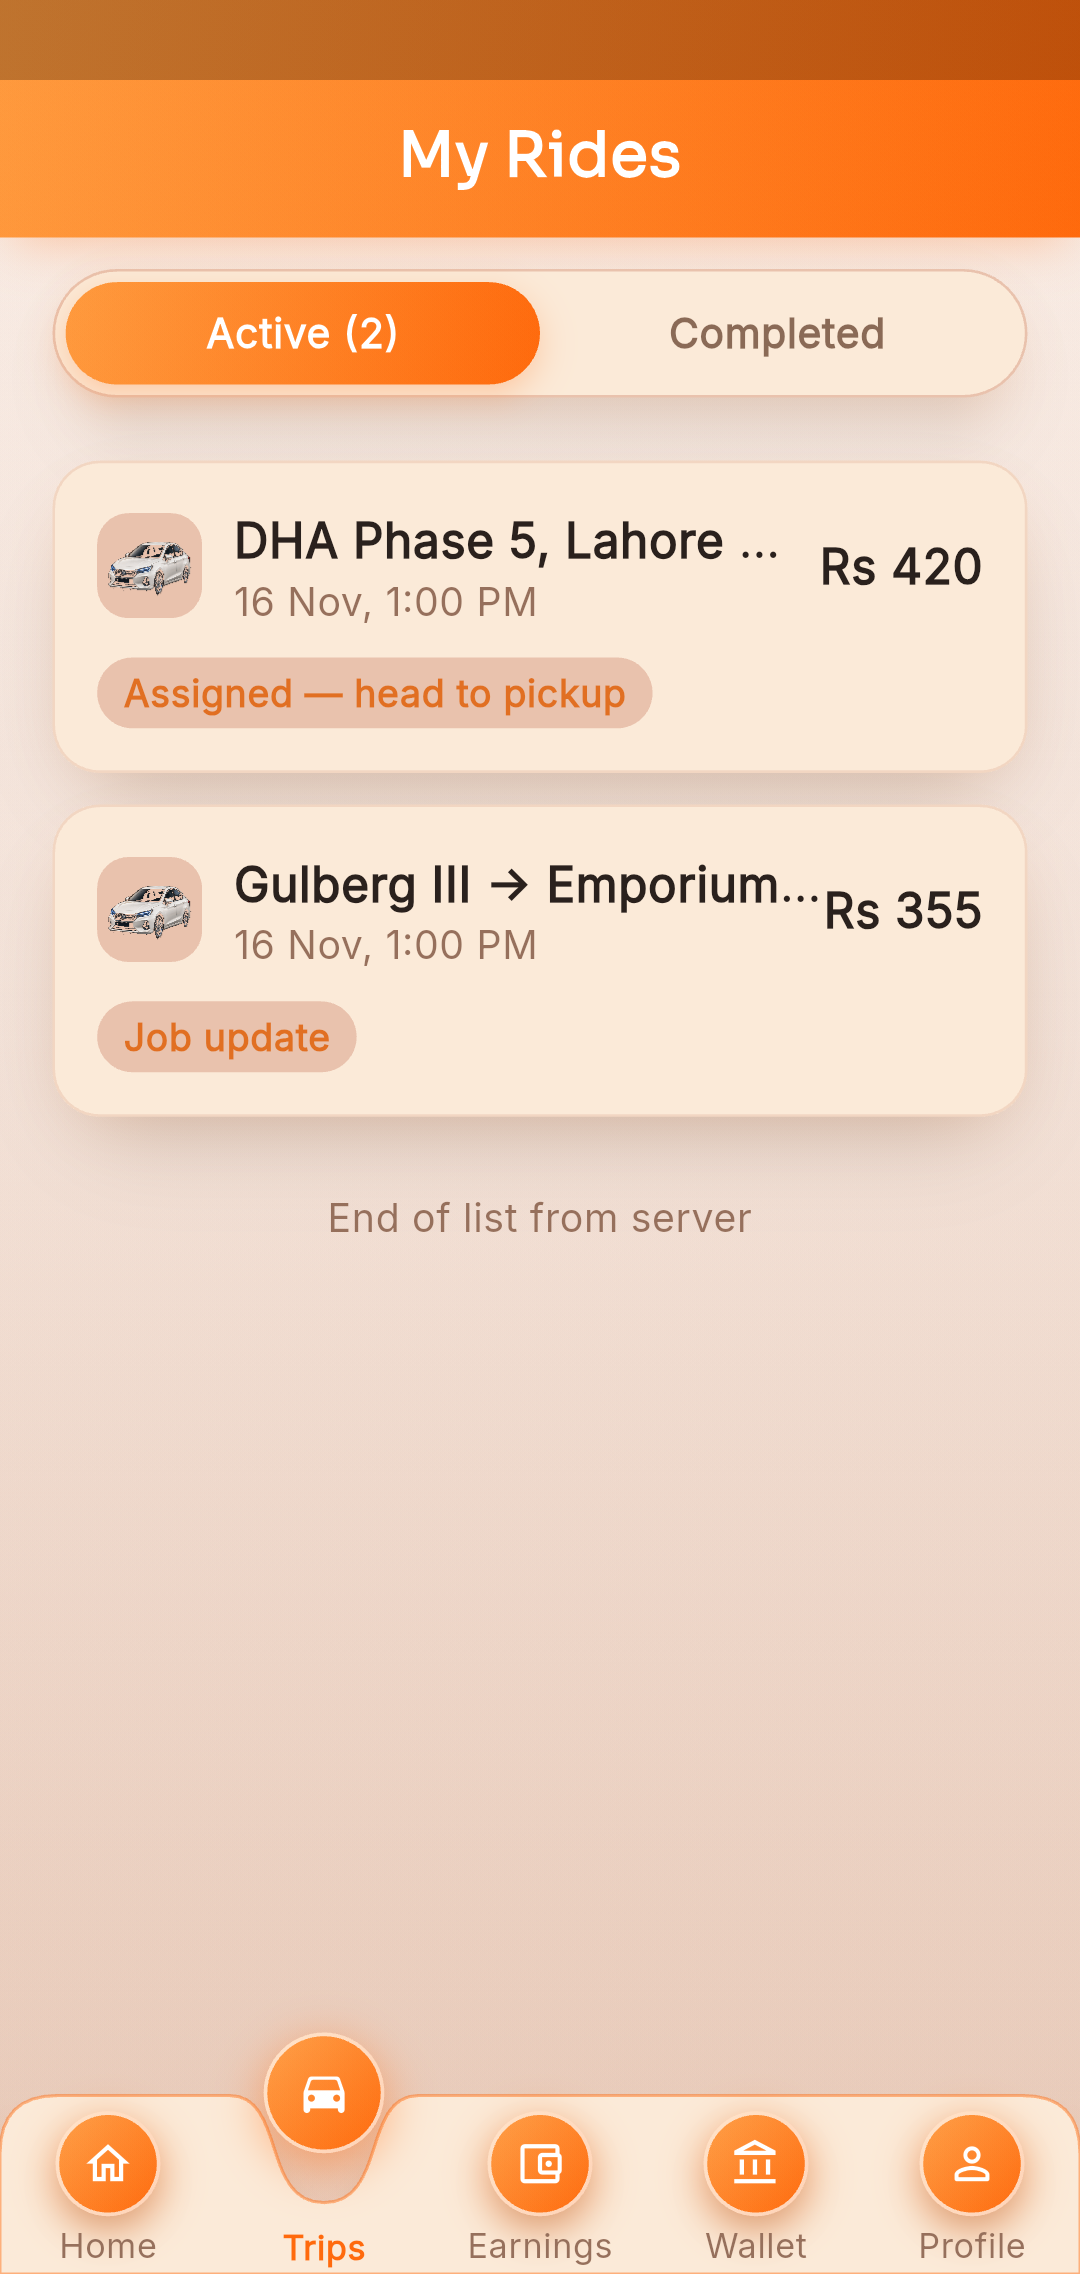 My Rides
Active (2)
Completed
DHA Phase 5, Lahore ...
Rs 420
16 Nov, 1:00 PM
Assigned — head to pickup
Gulberg III → Emporium...
Rs 355
16 Nov, 1:00 PM
Job update
End of list from server
Home
Trips
Earnings
Wallet
Profile